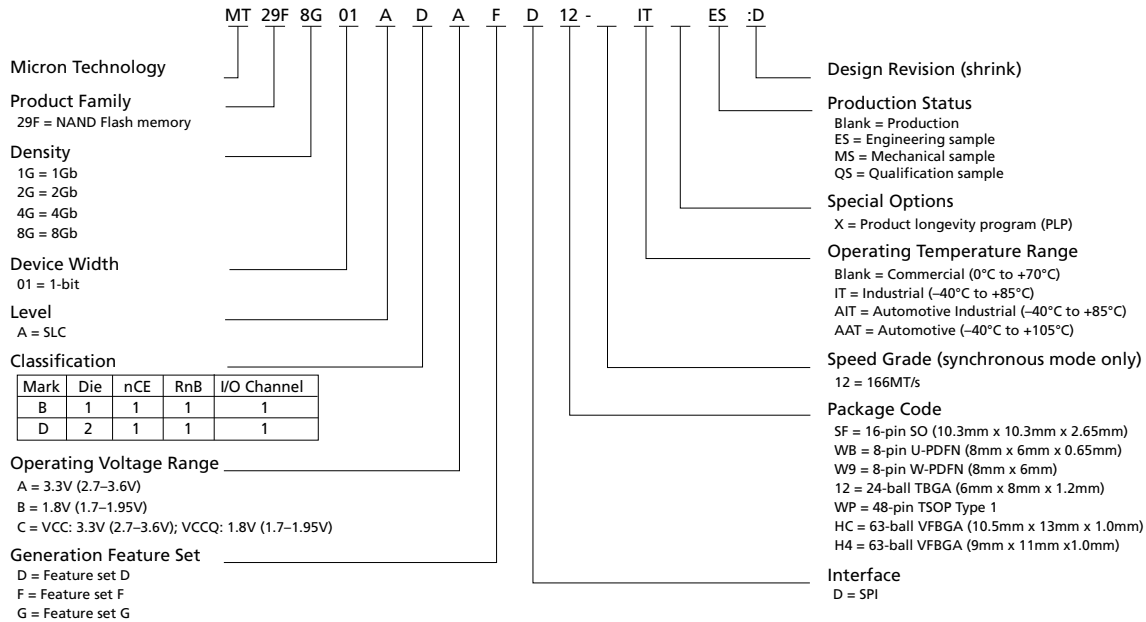 MT 29F 8G 01 A D A F D 12 - IT ES :D
Micron Technology
Product Family
29F = NAND Flash memory
Density
1G = 1Gb
2G = 2Gb
4G = 4Gb
8G = 8Gb
Device Width
01 = 1-bit
Level
A = SLC
Classification
Mark Die nCE RnB I/O Channel
B 1 1 1 1
D 2 1 1 1
Operating Voltage Range
A = 3.3V (2.7–3.6V)
B = 1.8V (1.7–1.95V)
C = VCC: 3.3V (2.7–3.6V); VCCQ: 1.8V (1.7–1.95V)
Generation Feature Set
D = Feature set D
F = Feature set F
G = Feature set G
Design Revision (shrink)
Production Status
Blank = Production
ES = Engineering sample
MS = Mechanical sample
QS = Qualification sample
Special Options
X = Product longevity program (PLP)
Operating Temperature Range
Blank = Commercial (0°C to +70°C)
IT = Industrial (–40°C to +85°C)
AIT = Automotive Industrial (–40°C to +85°C)
AAT = Automotive (–40°C to +105°C)
Speed Grade (synchronous mode only)
12 = 166MT/s
Package Code
SF = 16-pin SO (10.3mm x 10.3mm x 2.65mm)
WB = 8-pin U-PDFN (8mm x 6mm x 0.65mm)
W9 = 8-pin W-PDFN (8mm x 6mm)
12 = 24-ball TBGA (6mm x 8mm x 1.2mm)
WP = 48-pin TSOP Type 1
HC = 63-ball VFBGA (10.5mm x 13mm x 1.0mm)
H4 = 63-ball VFBGA (9mm x 11mm x1.0mm)
Interface
D = SPI